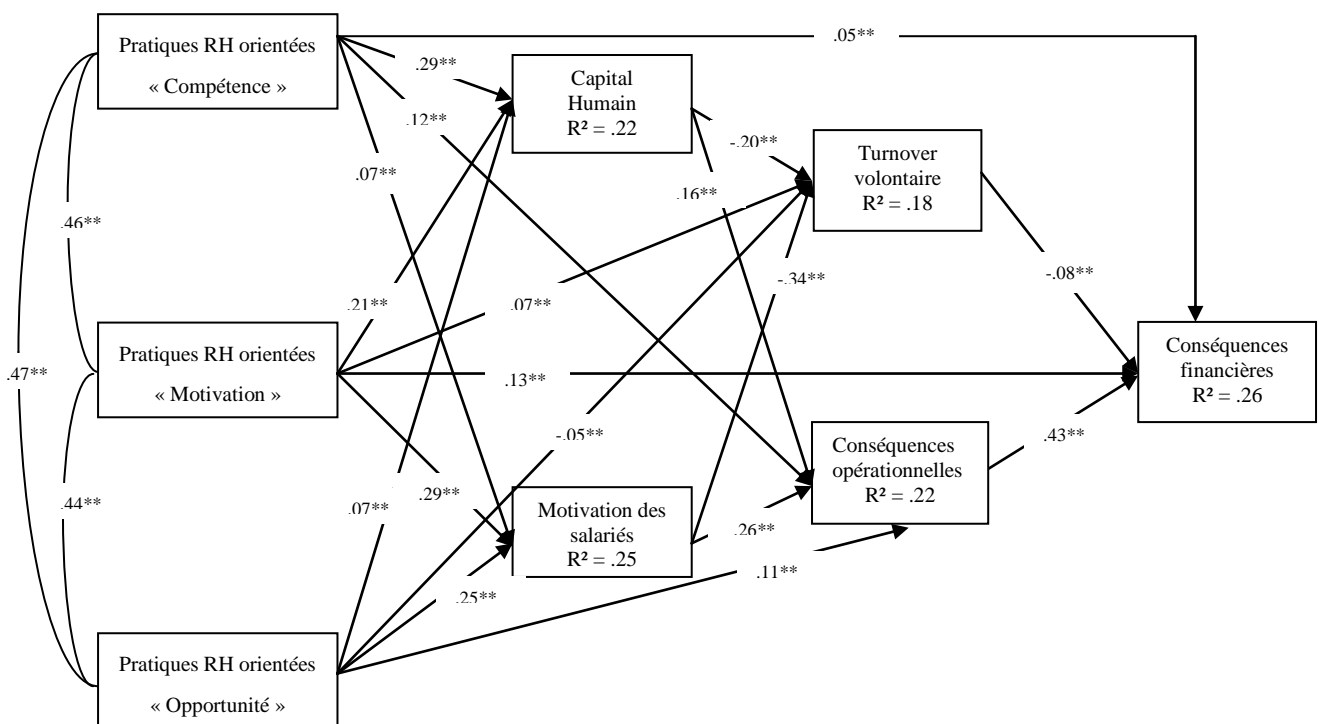 Pratiques RH orientées
« Compétence »
.05**
.29**
Capital
Humain
R² = .22
.12**
-.20**
Turnover
volontaire
R² = .18
.07**
.16**
.46**
-.08**
-.34**
.21**
.07**
Pratiques RH orientées
« Motivation »
.47**
.13**
Conséquences
financières
R² = .26
-.05**
.43**
Conséquences
opérationnelles
R² = .22
.44**
.07**
.29**
Motivation des
salariés
R² = .25
.26**
.11**
.25**
Pratiques RH orientées
« Opportunité »